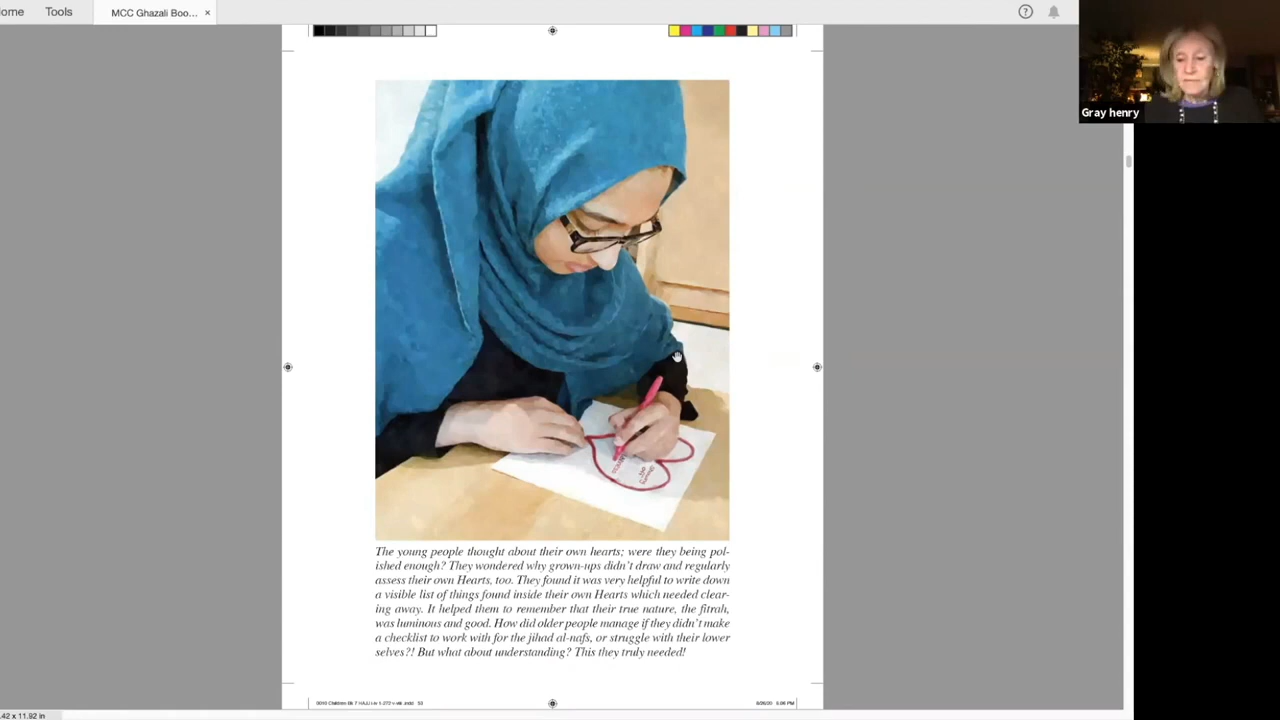 ome
Tools
MCC Ghazali Boo... ×
?
Gray henry
The young people thought about their own hearts; were they being pol-
ished enough? They wondered why grown-ups didn't draw and regularly
assess their own Hearts, too. They found it was very helpful to write down
a visible list of things found inside their own Hearts which needed clear-
ing away. It helped them to remember that their true nature, the fitrah,
was luminous and good. How did older people manage if they didn't make
a checklist to work with for the jihad al-nafs, or struggle with their lower
selves?! But what about understanding? This they truly needed!
.42 x 11.92 in